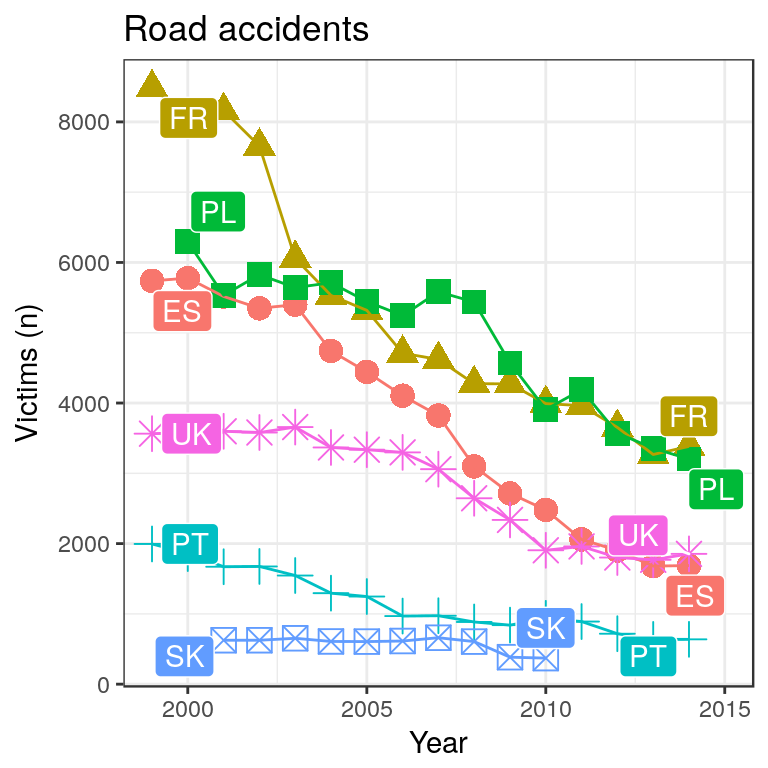 Road accidents
Victims (n)
8000
6000
4000
2000
0
FR
PL
ES
UK
PT
SK
FR
PL
UK
ES
SK
PT
2000
2005
2010
2015
Year